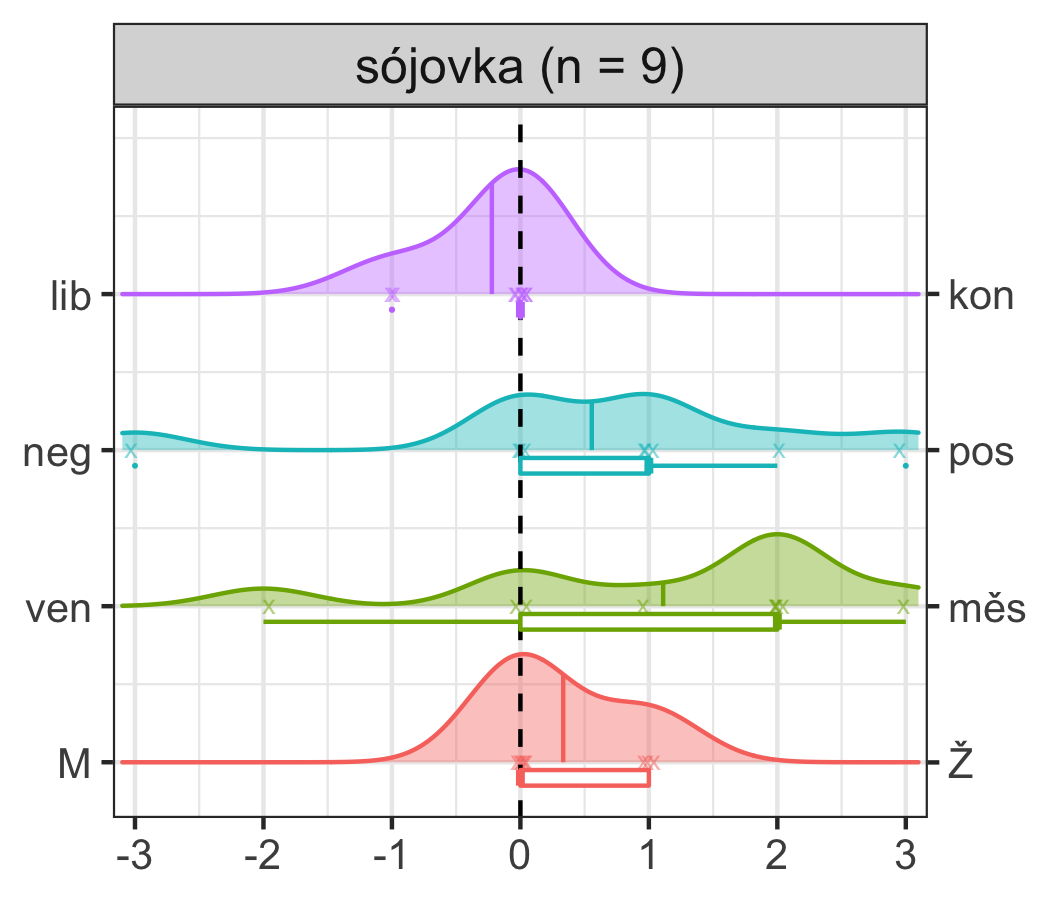 sójovka (n = 9)
lib kon
neg pos
ven měs
M Ž
-3 -2 -1 0 1 2 3